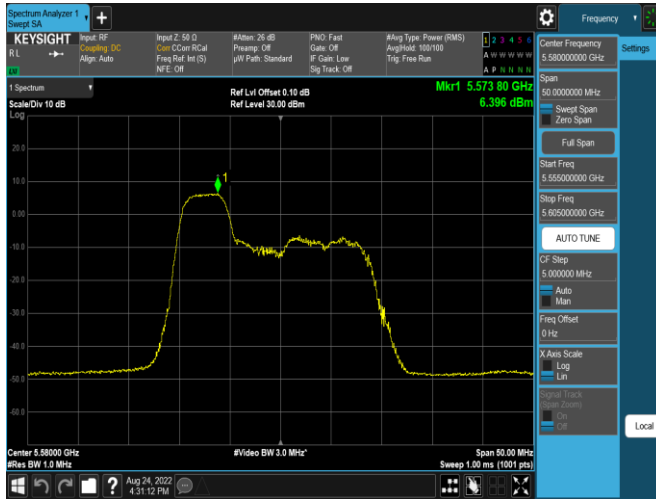 Spectrum Analyzer 1
Swept SA
+
Frequency
KEYSIGHT
R L
LU
Input: RF
Coupling: DC
Align: Auto
Input Z: 50 Ω
Corr CCorr RCal
Freq Ref: Int (S)
NFE: Off
#Atten: 26 dB
Preamp: Off
µW Path: Standard
PNO: Fast
Gate: Off
IF Gain: Low
Sig Track: Off
#Avg Type: Power (RMS)
Avg|Hold: 100/100
Trig: Free Run
1 2 3 4 5 6
A W W W W W
A P N N N N
1 Spectrum
Scale/Div 10 dB
Log
Ref Lvl Offset 0.10 dB
Ref Level 30.00 dBm
Mkr1 5.573 80 GHz
6.396 dBm
1
20.0
10.0
0.00
-10.0
-20.0
-30.0
-40.0
-50.0
-60.0
Center 5.58000 GHz
#Res BW 1.0 MHz
#Video BW 3.0 MHz*
Span 50.00 MHz
Sweep 1.00 ms (1001 pts)
Center Frequency
5.580000000 GHz
Span
50.0000000 MHz
Swept Span
Zero Span
Full Span
Start Freq
5.555000000 GHz
Stop Freq
5.605000000 GHz
AUTO TUNE
CF Step
5.000000 MHz
Auto
Man
Freq Offset
0 Hz
X Axis Scale
Log
Lin
Signal Track
(Span Zoom)
On
Off
Settings
Local
?
Aug 24, 2022
4:31:12 PM